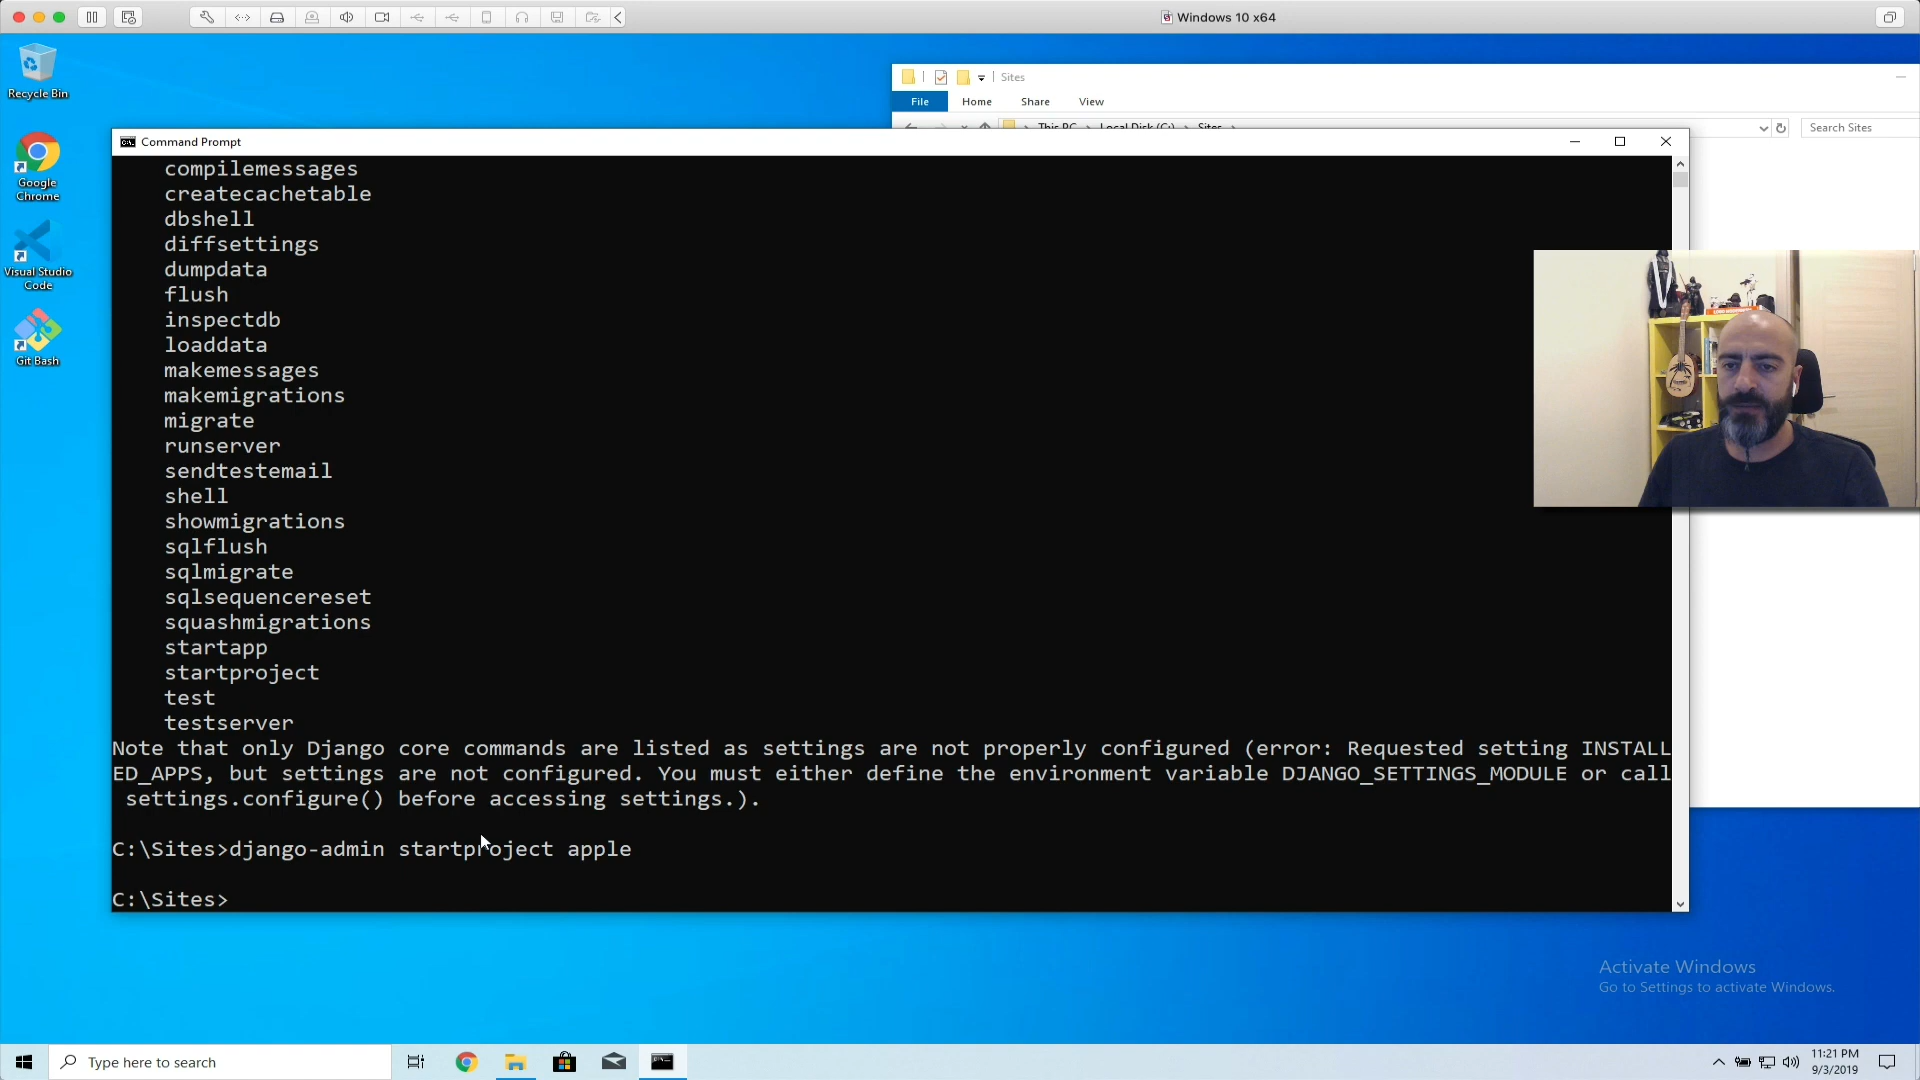 Windows 10 x64
Recycle Bin
Google
Chrome
Visual Studio
Code
Git Bash
Sites
File Home Share View
This PC Local Disk (C:) Sites
Search Sites
Command Prompt
compilemessages
createcachetable
dbshell
diffsettings
dumpdata
flush
inspectdb
loaddata
makemessages
makemigrations
migrate
runserver
sendtestemail
shell
showmigrations
sqlflush
sqlmigrate
sqlsequencereset
squashmigrations
startapp
startproject
test
testserver
Note that only Django core commands are listed as settings are not properly configured (error: Requested setting INSTALL
ED_APPS, but settings are not configured. You must either define the environment variable DJANGO_SETTINGS_MODULE or call
settings.configure() before accessing settings.).
C:\Sites>django-admin startproject apple
C:\Sites>
Activate Windows
Go to Settings to activate Windows.
Type here to search
11:21 PM
9/3/2019